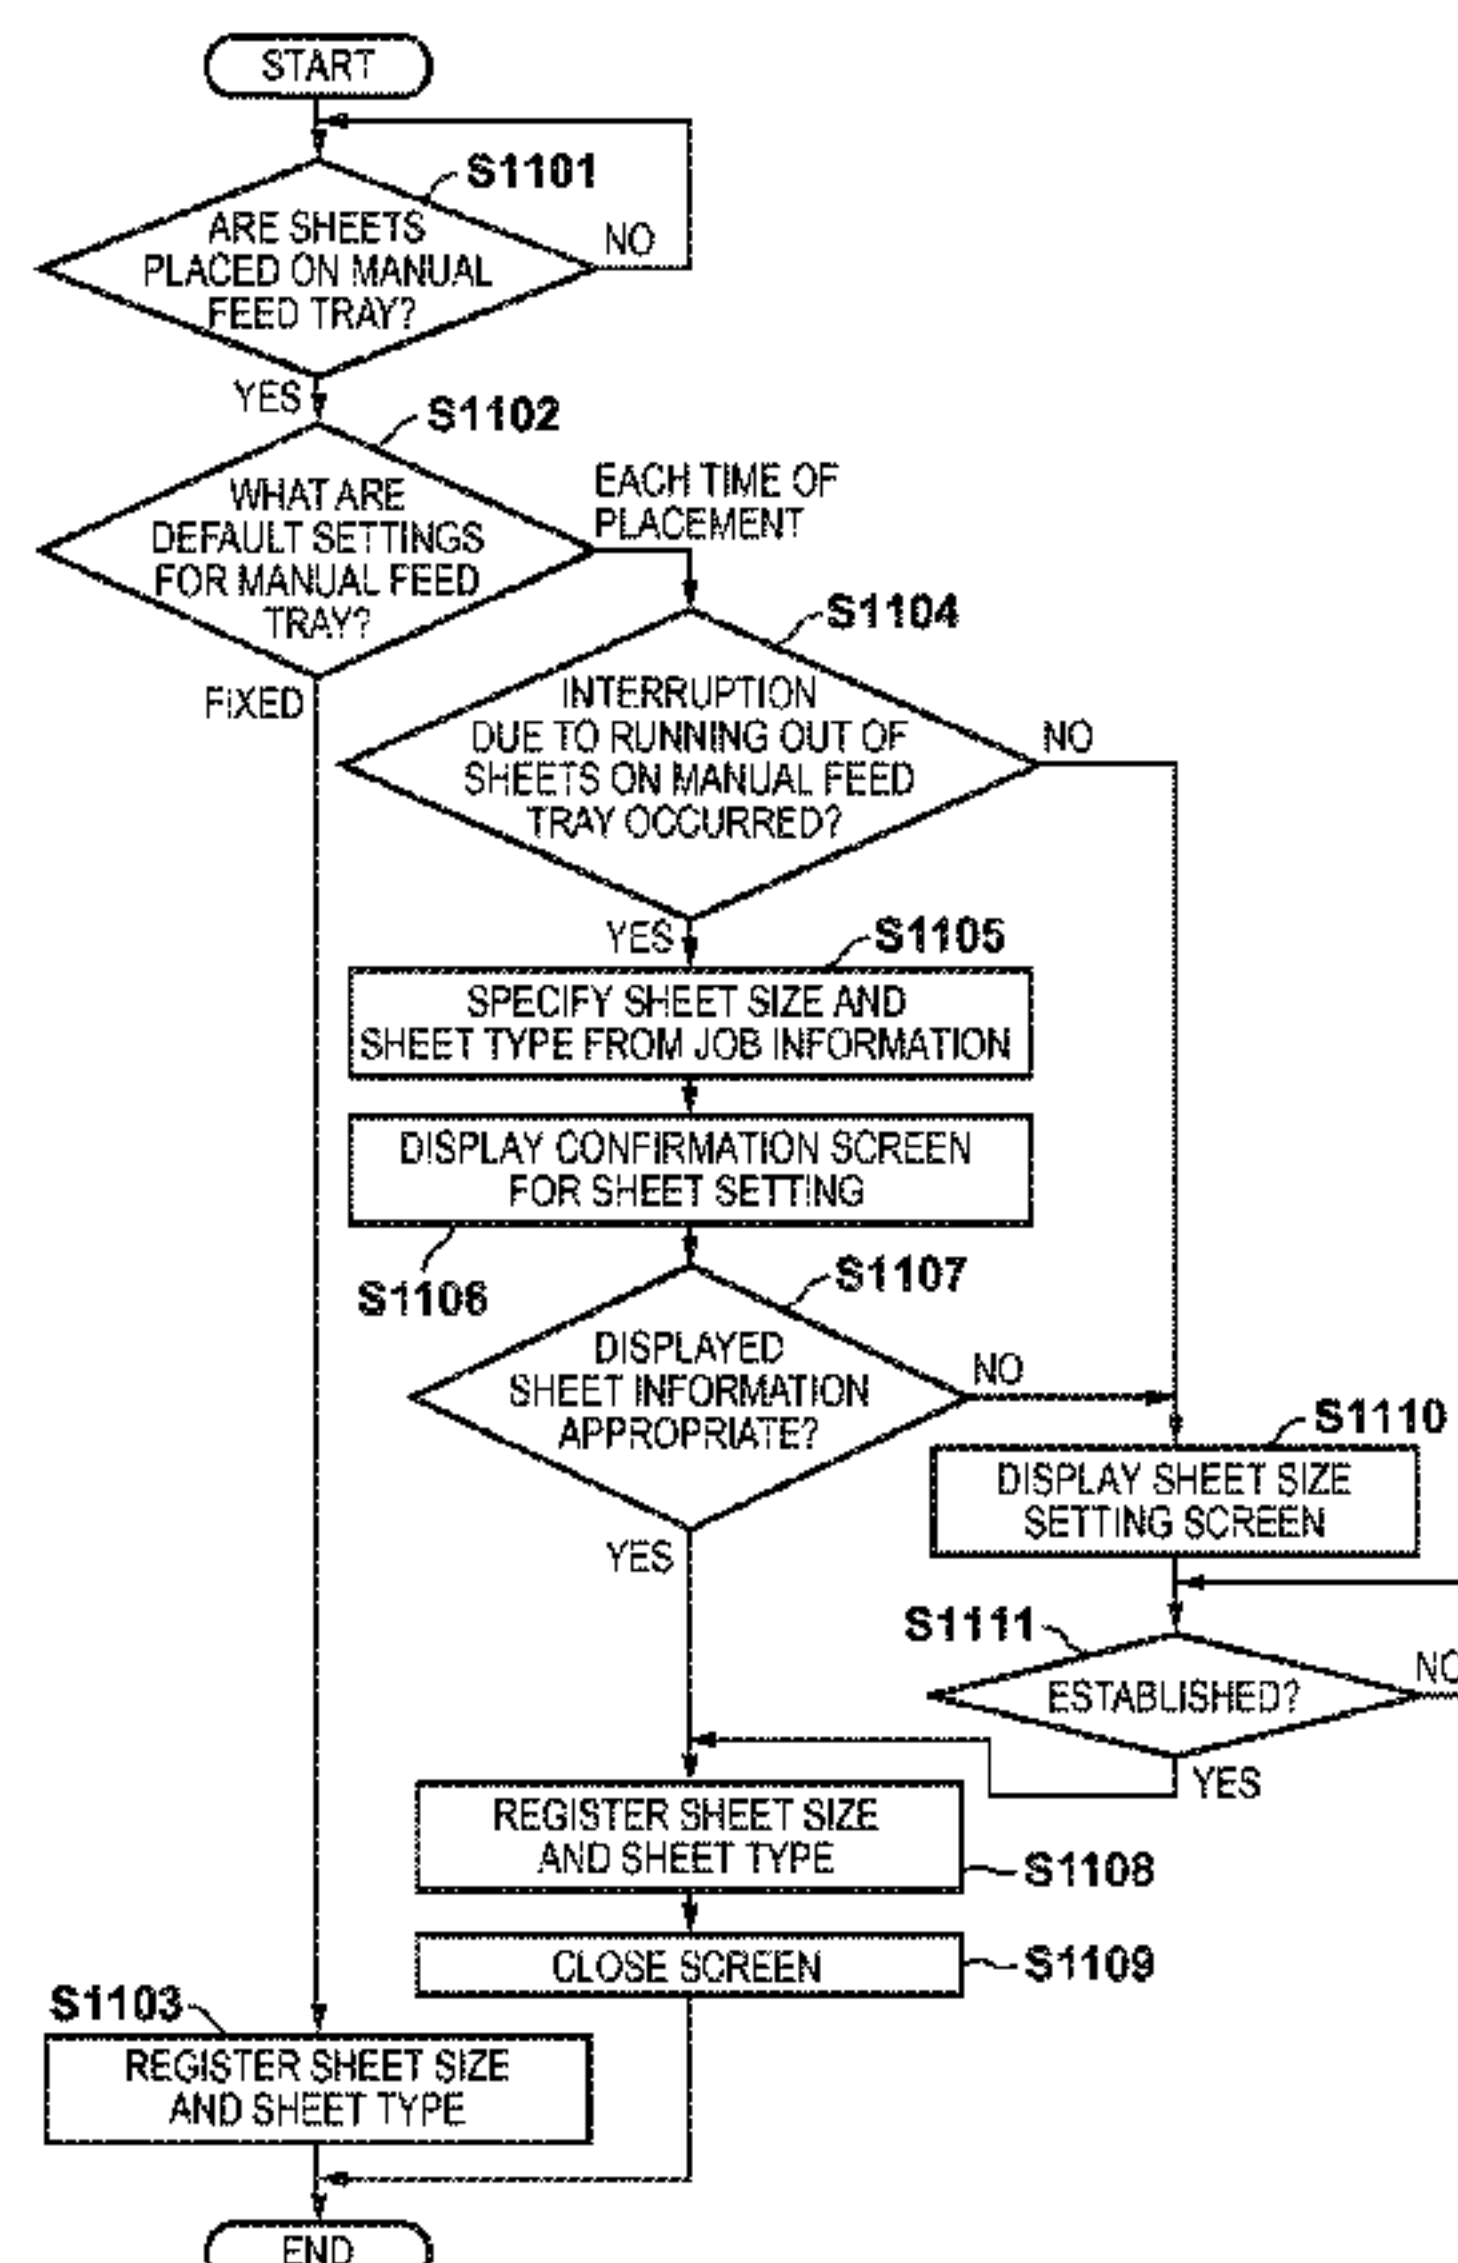 START
S1101
ARE SHEETS
PLACED ON MANUAL
FEED TRAY?
NO
YES
S1102
WHAT ARE
DEFAULT SETTINGS
FOR MANUAL FEED
TRAY?
EACH TIME OF
PLACEMENT
FIXED
S1104
INTERRUPTION
DUE TO RUNNING OUT OF
SHEETS ON MANUAL FEED
TRAY OCCURRED?
NO
YES
S1105
SPECIFY SHEET SIZE AND
SHEET TYPE FROM JOB INFORMATION
DISPLAY CONFIRMATION SCREEN
FOR SHEET SETTING
S1106
S1107
DISPLAYED
SHEET INFORMATION
APPROPRIATE?
NO
YES
S1110
DISPLAY SHEET SIZE
SETTING SCREEN
S1111
ESTABLISHED?
NO
YES
REGISTER SHEET SIZE
AND SHEET TYPE
S1108
CLOSE SCREEN
S1109
S1103
REGISTER SHEET SIZE
AND SHEET TYPE
END